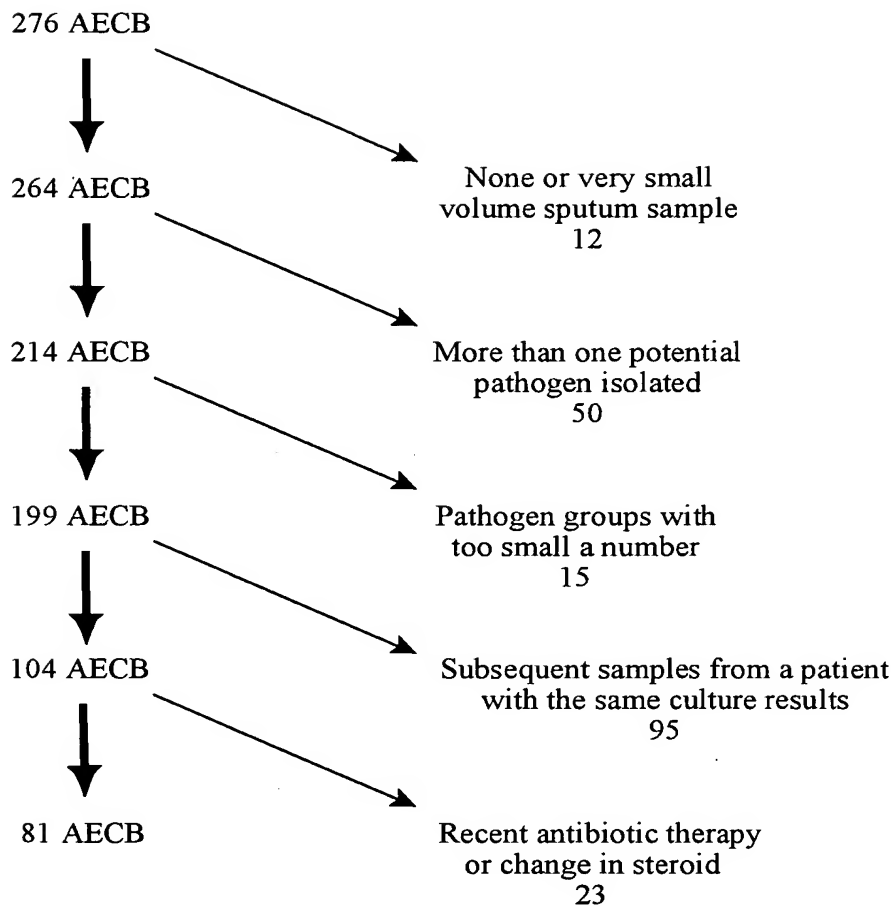 276 AECB
264 AECB
None or very small
volume sputum sample
12
214 AECB
More than one potential
pathogen isolated
50
199 AECB
Pathogen groups with
too small a number
15
104 AECB
Subsequent samples from a patient
with the same culture results
95
81 AECB
Recent antibiotic therapy
or change in steroid
23